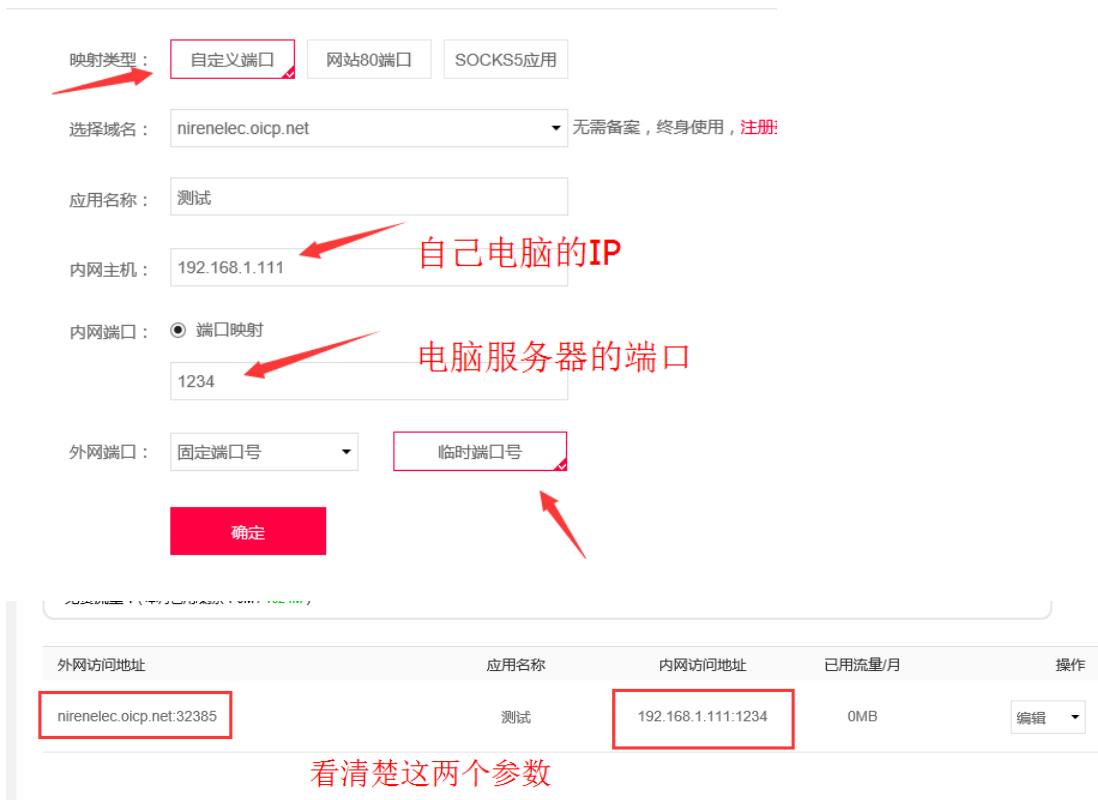 映射类型： 自定义端口 网站80端口 SOCKS5应用
选择域名： nirenelec.oicp.net 无需备案，终身使用，注册
应用名称： 测试
自己电脑的IP
内网主机： 192.168.1.111
内网端口： 端口映射
电脑服务器的端口
1234
外网端口： 固定端口号 临时端口号
确定
外网访问地址 应用名称 内网访问地址 已用流量/月 操作
nirenelec.oicp.net:32385 测试 192.168.1.111:1234 0MB 编辑
看清楚这两个参数